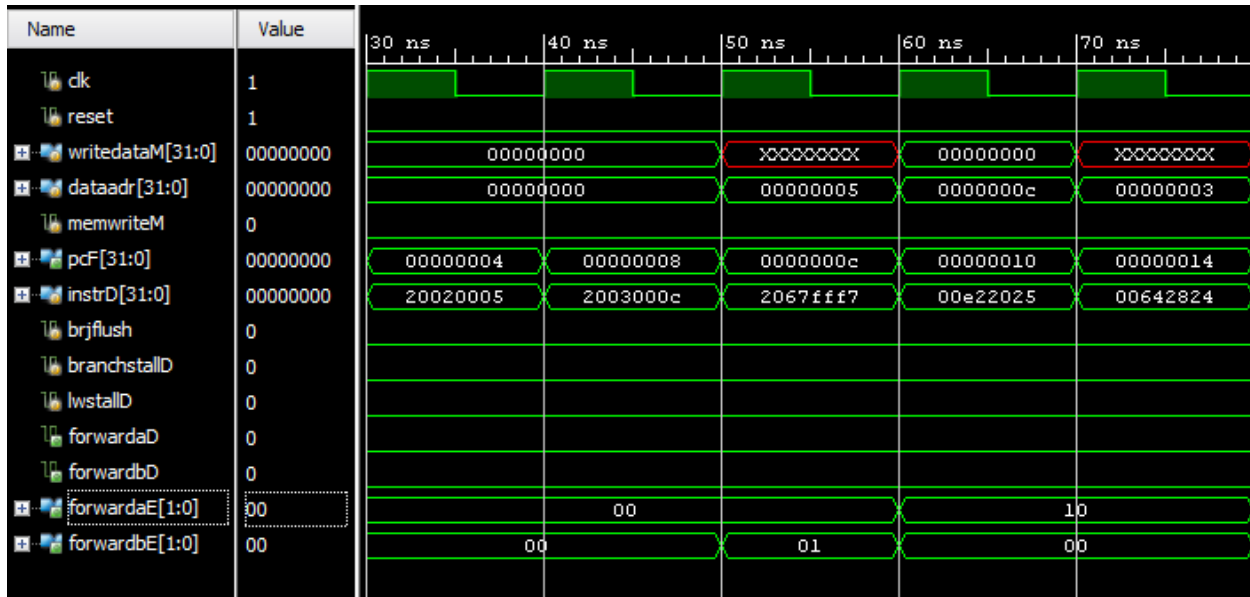 Name Value 30 ns 40 ns 50 ns 60 ns 70 ns
clk 1
reset 1
writedataM[31:0] 00000000 00000000 XXXXXXXX 00000000 XXXXXXXX
dataadr[31:0] 00000000 00000000 00000005 0000000c 00000003
memwriteM 0
pcF[31:0] 00000000 00000004 00000008 0000000c 00000010 00000014
instrD[31:0] 00000000 20020005 2003000c 2067fff7 00e22025 00642824
brjflush 0
branchstallD 0
lwstallD 0
forwardaD 0
forwardbD 0
forwardaE[1:0] 00 00 10
forwardbE[1:0] 00 00 01 00